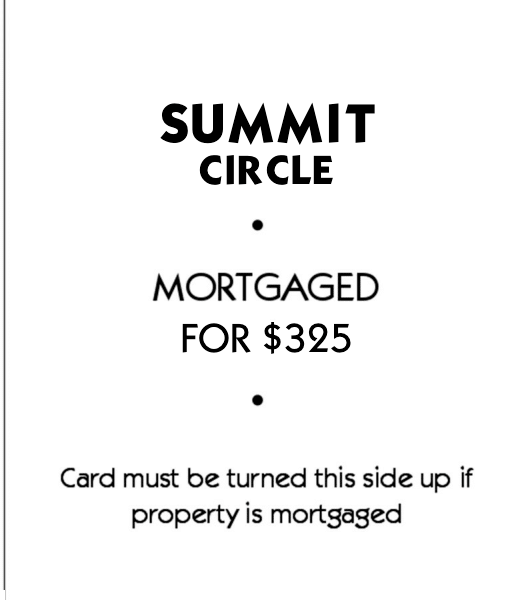 SUMMIT
CIRCLE
•
MORTGAGED
FOR $325
•
Card must be turned this side up if
property is mortgaged